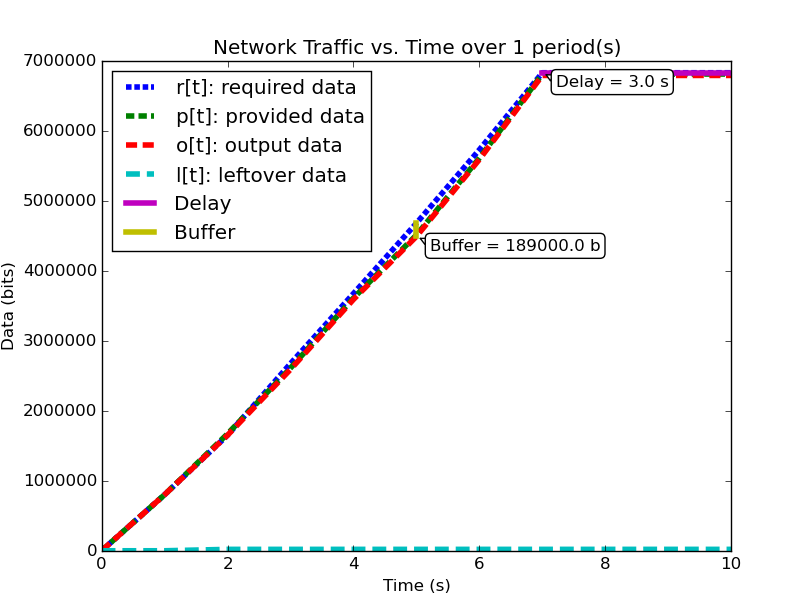 Network Traffic vs. Time over 1 period(s)
7000000
6000000
5000000
4000000
3000000
2000000
1000000
0
Data (bits)
r[t]: required data
p[t]: provided data
o[t]: output data
l[t]: leftover data
Delay
Buffer
Delay = 3.0 s
Buffer = 189000.0 b
0 2 4 6 8 10
Time (s)